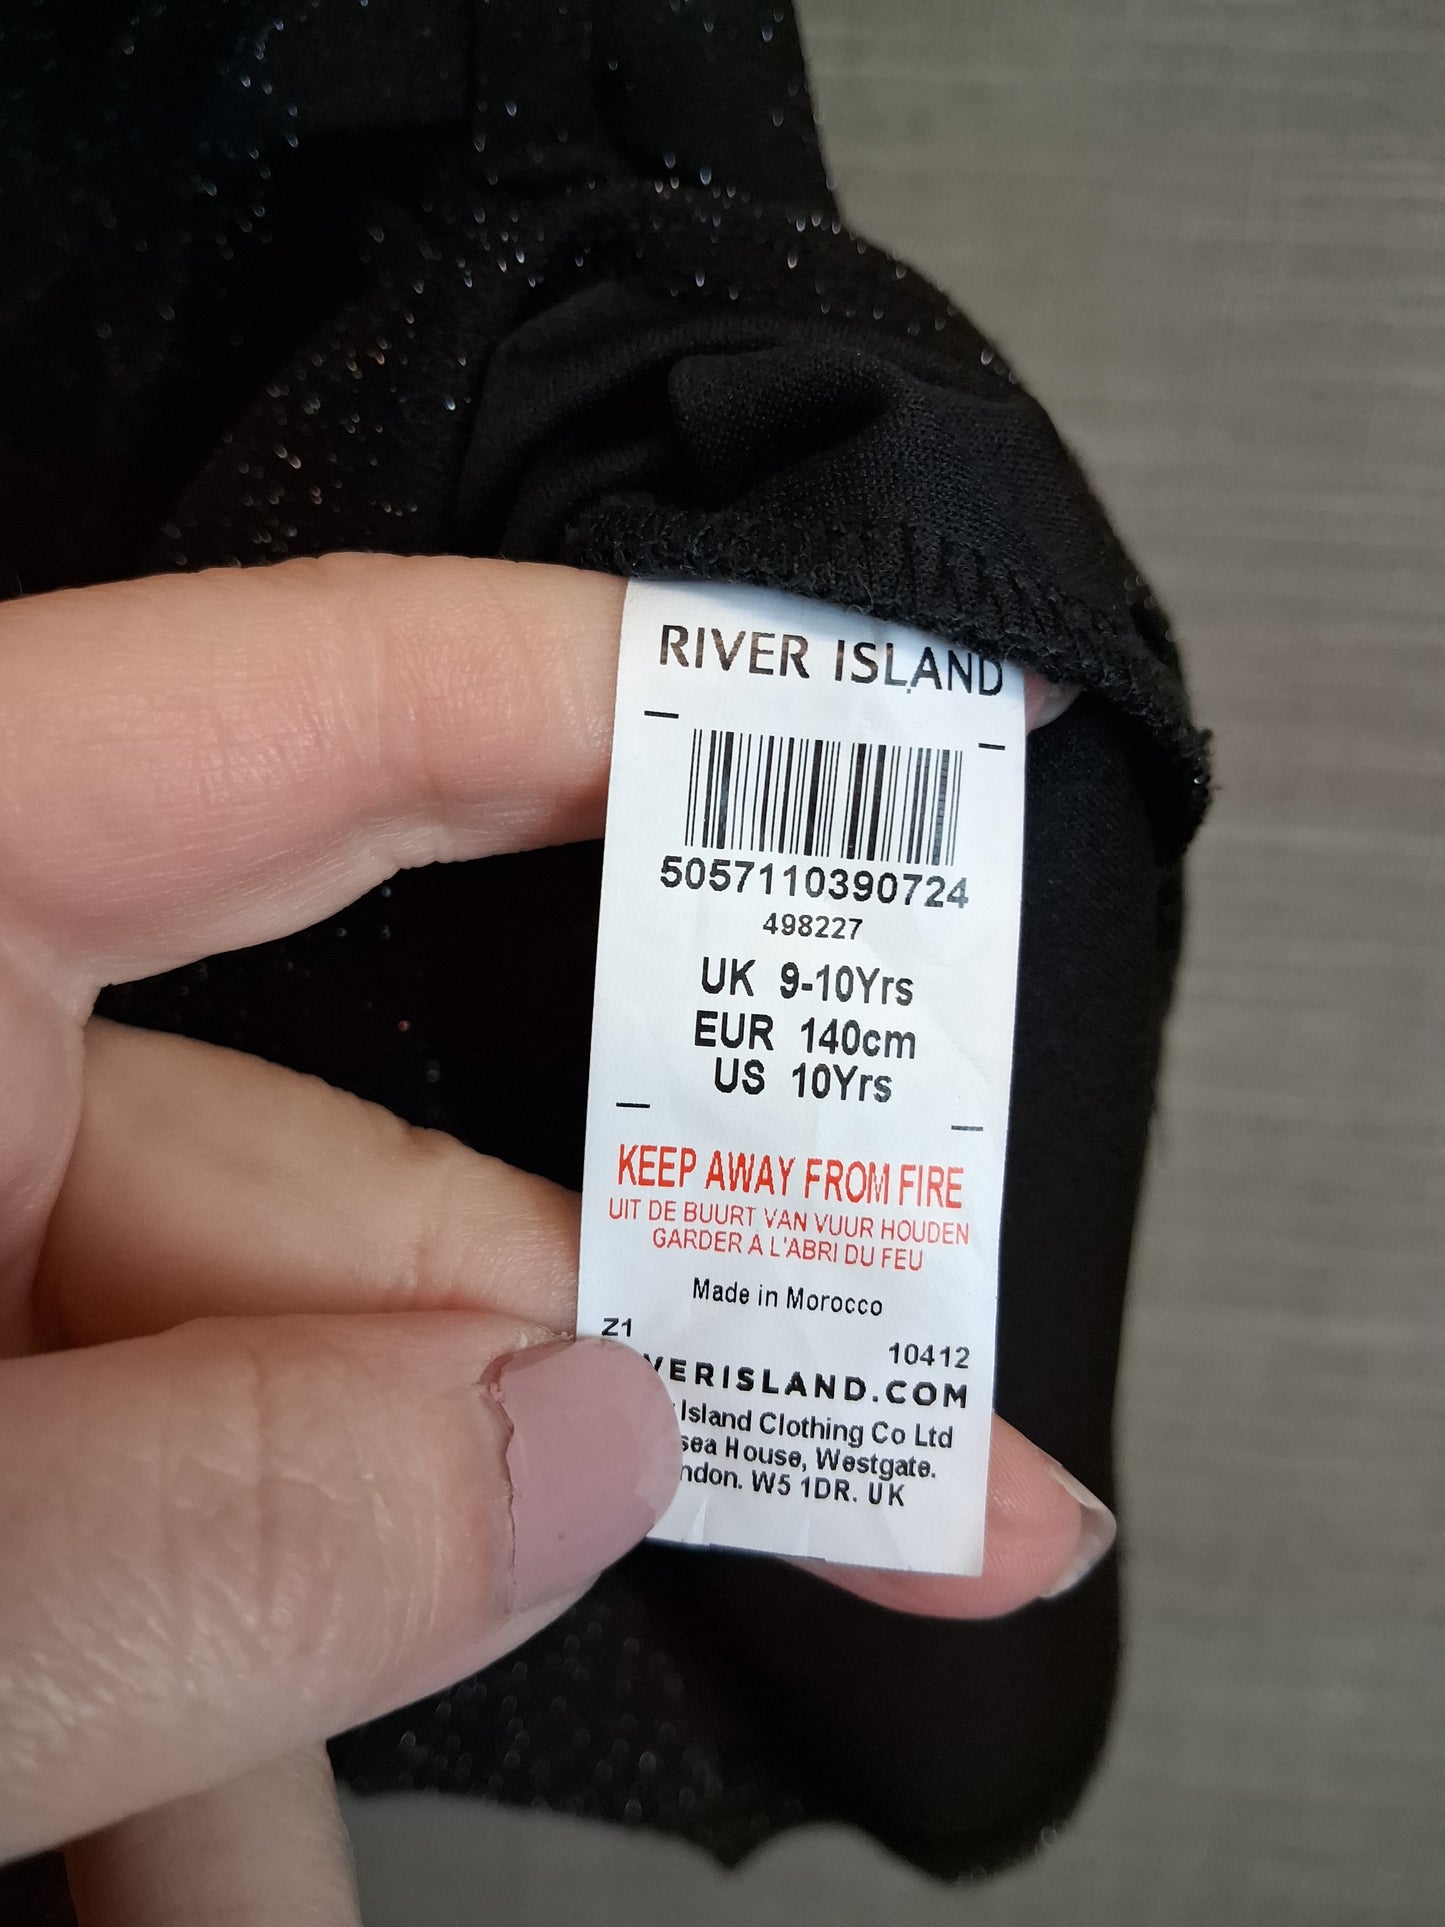 RIVER ISLAND
5057110390724
498227
UK 9-10Yrs
EUR 140cm
US 10Yrs
KEEP AWAY FROM FIRE
UIT DE BUURT VAN VUUR HOUDEN
GARDER À L'ABRI DU FEU
Made in Morocco
Z1
10412
VERISLAND.COM
Island Clothing Co Ltd
House, Westgate.
W5 1DR. UK